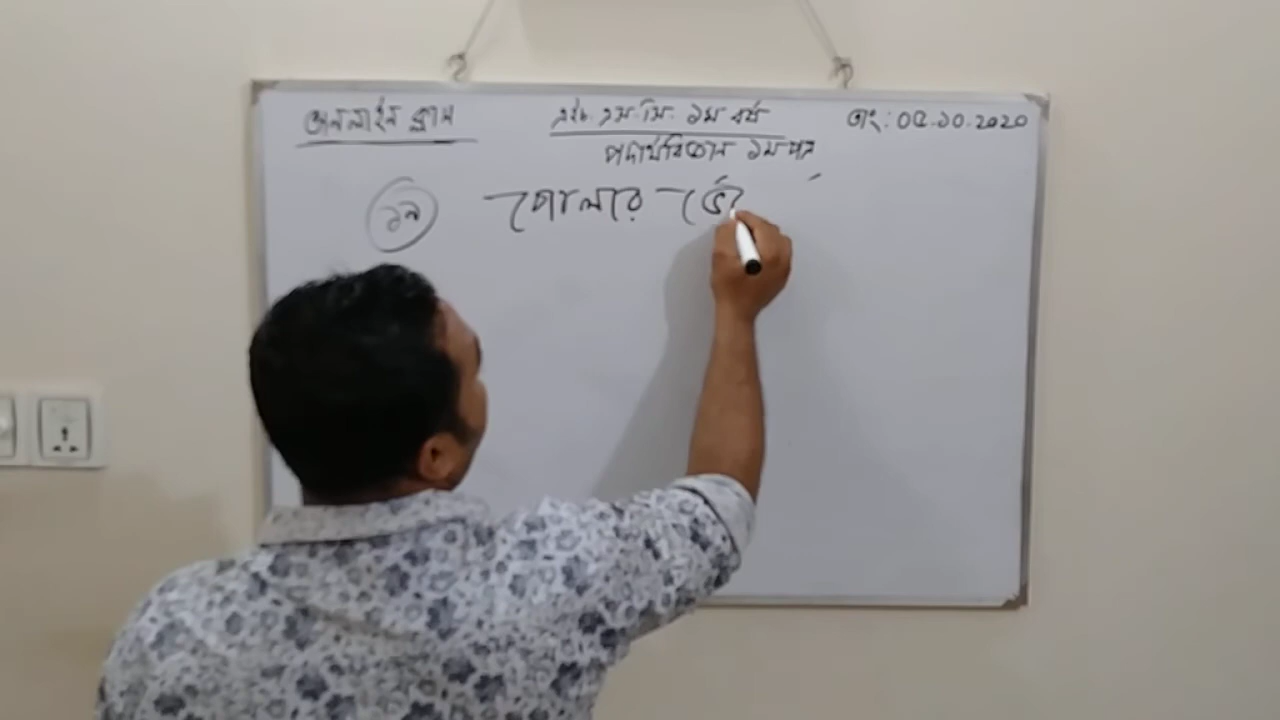 অনলাইন ক্লাস
এইচ.এস.সি. ১ম বর্ষ
তাং: ০৫.১০.২০২০
পদার্থবিজ্ঞান ১ম পত্র
পোলার